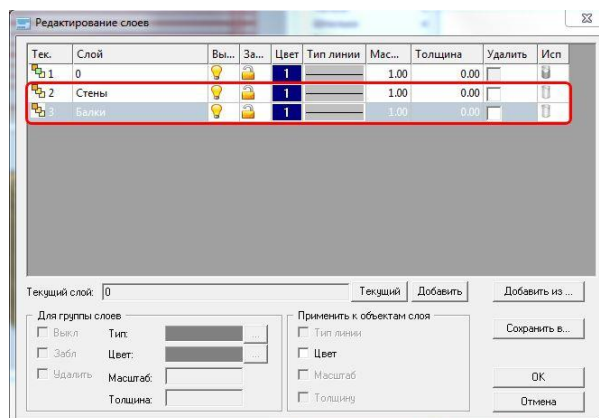 Редактирование слоев
Тек. Слой Вы... За... Цвет Тип линии Мас... Толщина Удалить Исп
1 0 1 1.00 0.00
2 Стены 1 1.00 0.00
3 Балки 1 1.00 0.00
Текущий слой: 0 Текущий Добавить Добавить из ...
Для группы слоев Применить к объектам слоя Сохранить в...
Выкл Тип: ... Тип линии
Забл Цвет: ... Цвет
Удалить Масштаб: Масштаб OK
Толщина: Толщину Отмена